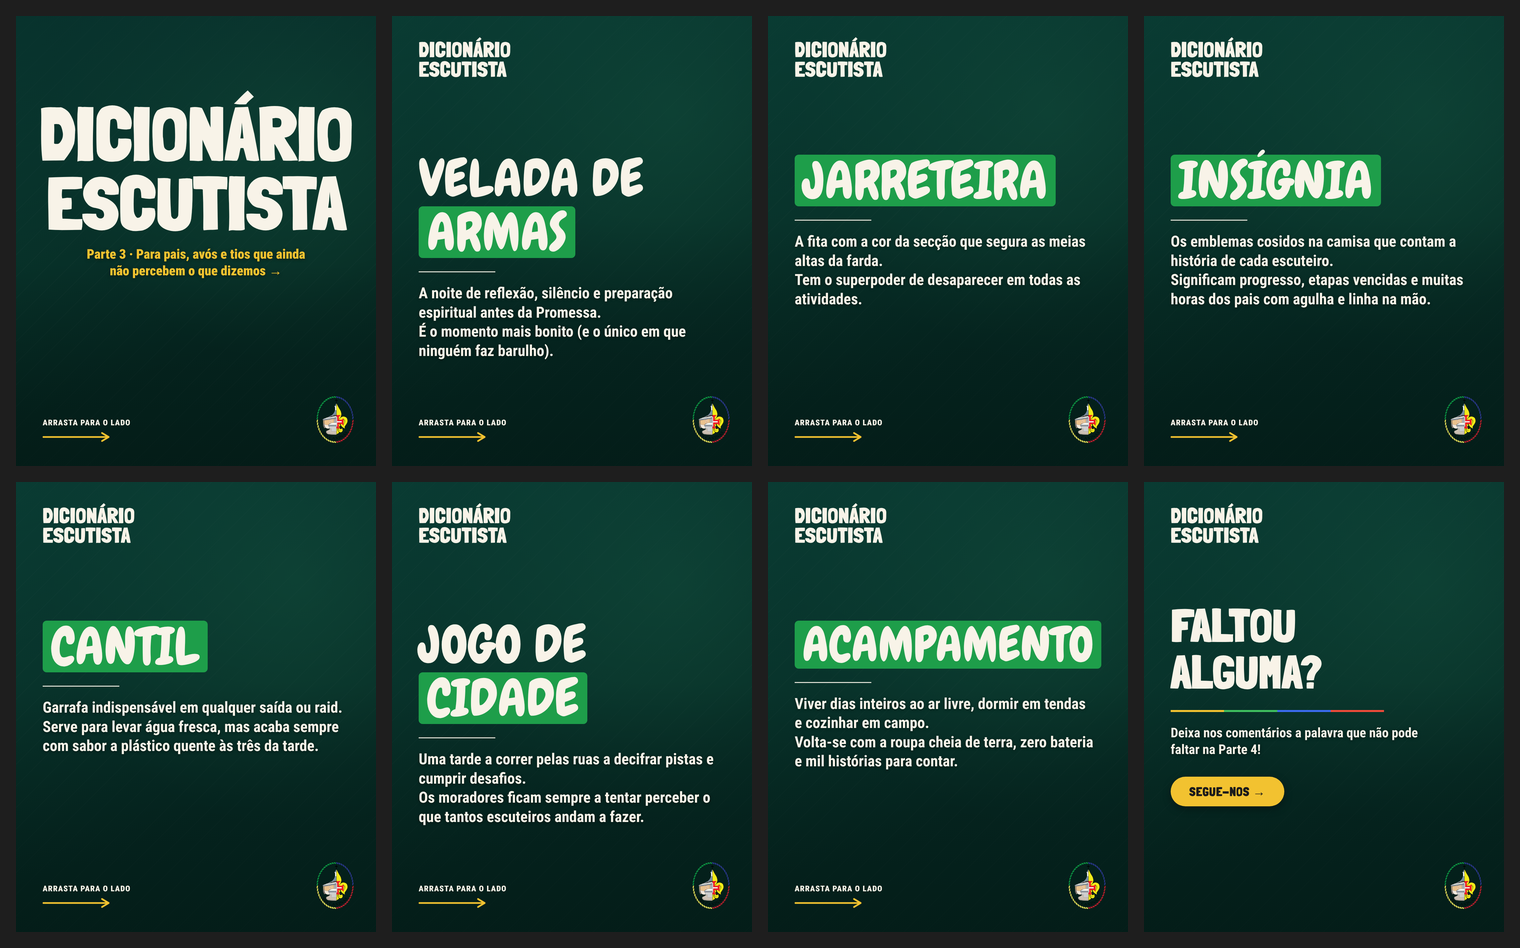 DICIONÁRIO
ESCUTISTA
Parte 3 · Para pais, avós e tios que ainda
não percebem o que dizemos →
ARRASTA PARA O LADO
DICIONÁRIO
ESCUTISTA
VELADA DE
ARMAS
A noite de reflexão, silêncio e preparação
espiritual antes da Promessa.
É o momento mais bonito (e o único em que
ninguém faz barulho).
ARRASTA PARA O LADO
DICIONÁRIO
ESCUTISTA
JARRETEIRA
A fita com a cor da secção que segura as meias
altas da farda.
Tem o superpoder de desaparecer em todas as
atividades.
ARRASTA PARA O LADO
DICIONÁRIO
ESCUTISTA
INSÍGNIA
Os emblemas cosidos na camisa que contam a
história de cada escuteiro.
Significam progresso, etapas vencidas e muitas
horas dos pais com agulha e linha na mão.
ARRASTA PARA O LADO
DICIONÁRIO
ESCUTISTA
CANTIL
Garrafa indispensável em qualquer saída ou raid.
Serve para levar água fresca, mas acaba sempre
com sabor a plástico quente às três da tarde.
ARRASTA PARA O LADO
DICIONÁRIO
ESCUTISTA
JOGO DE
CIDADE
Uma tarde a correr pelas ruas a decifrar pistas e
cumprir desafios.
Os moradores ficam sempre a tentar perceber o
que tantos escuteiros andam a fazer.
ARRASTA PARA O LADO
DICIONÁRIO
ESCUTISTA
ACAMPAMENTO
Viver dias inteiros ao ar livre, dormir em tendas
e cozinhar em campo.
Volta-se com a roupa cheia de terra, zero bateria
e mil histórias para contar.
ARRASTA PARA O LADO
DICIONÁRIO
ESCUTISTA
FALTOU
ALGUMA?
Deixa nos comentários a palavra que não pode
faltar na Parte 4!
SEGUE-NOS →